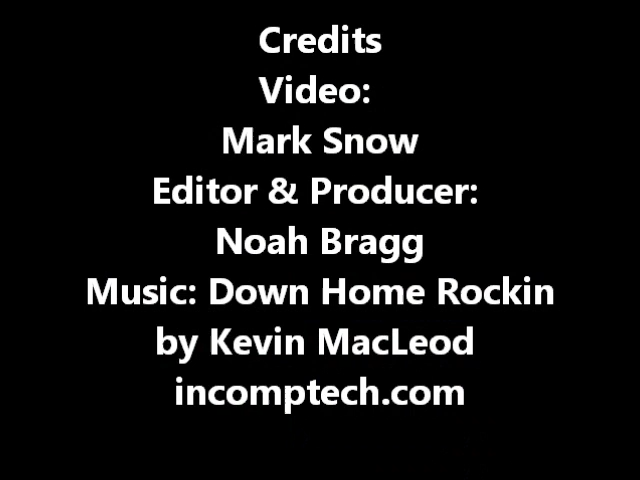 Credits
Video:
Mark Snow
Editor & Producer:
Noah Bragg
Music: Down Home Rockin
by Kevin MacLeod
incomptech.com